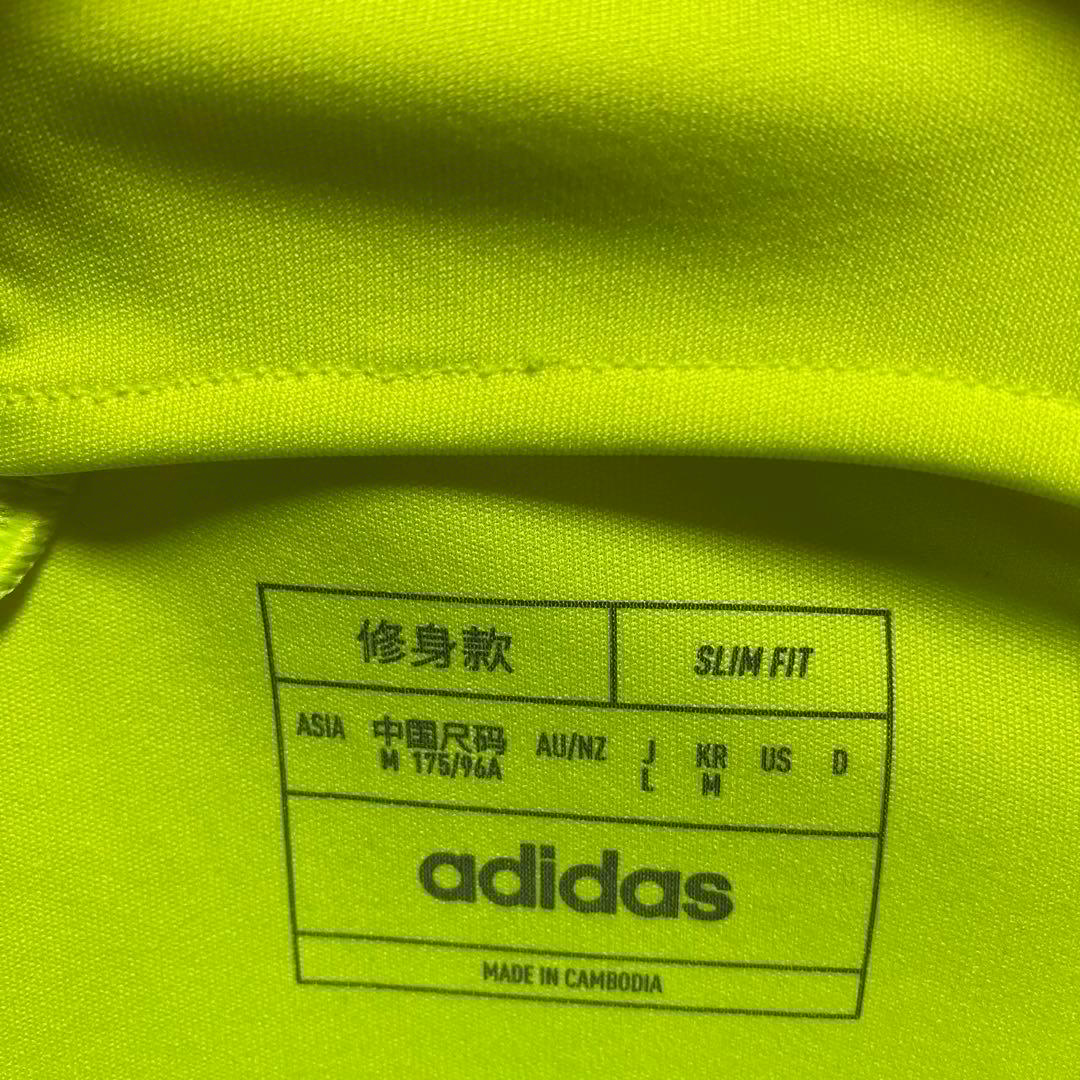 修身款 SLIM FIT
ASIA 中国尺码 AU/NZ J KR US D
M 175/96A L M
adidas
MADE IN CAMBODIA